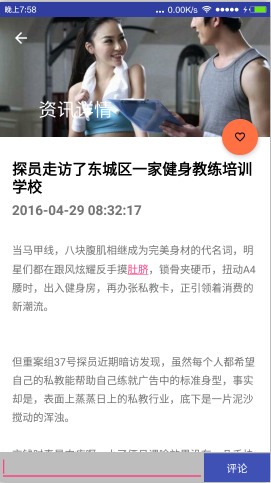 晚上7:58
0.00K/s
资讯详情
探员走访了东城区一家健身教练培训
学校
2016-04-29 08:32:17
当马甲线，八块腹肌相继成为完美身材的代名词，明
星们都在跟风炫耀反手摸肚脐，锁骨夹硬币，扭动A4
腰时，出入健身房，再办张私教卡，正引领着消费的
新潮流。
但重案组37号探员近期暗访发现，虽然每个人都希望
自己的私教能帮助自己练就广告中的标准身型，事实
却是，表面上蒸蒸日上的私教行业，底下是一片泥沙
搅动的浑浊。
评论